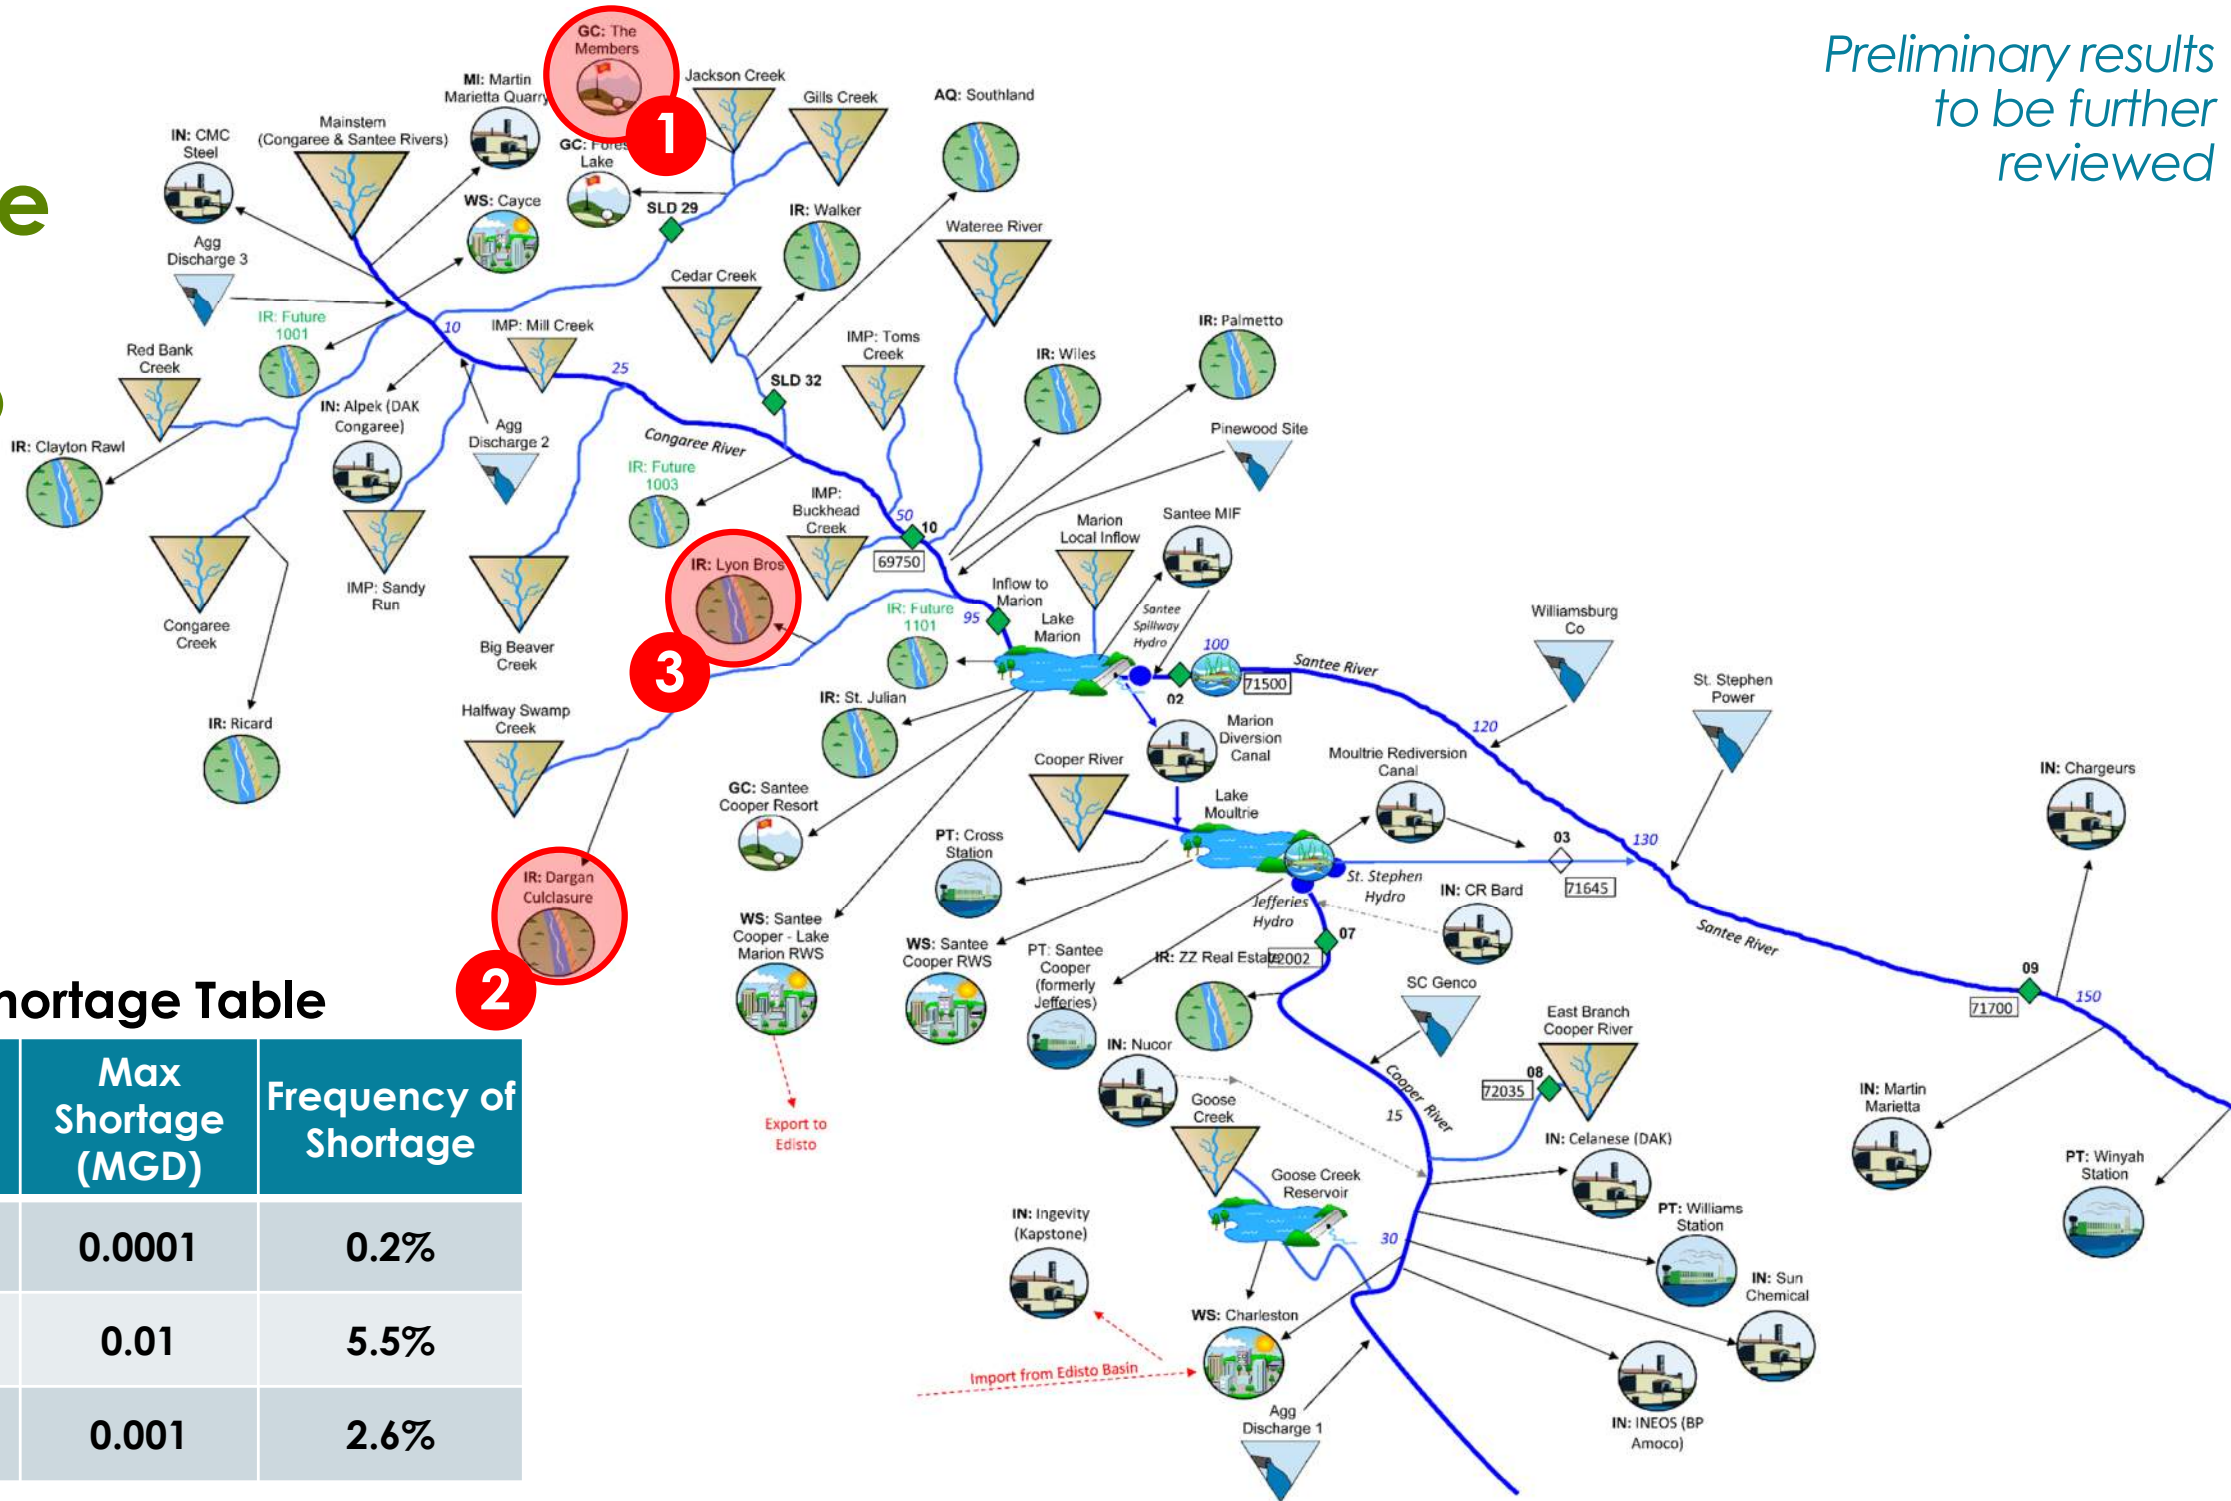 Preliminary results
to be further
reviewed
GC: The
Members
1
Jackson Creek
Gills Creek
AQ: Southland
MI: Martin
Marietta Quarry
Mainstem
(Congaree & Santee Rivers)
IN: CMC
Steel
GC: Fores
Lake
WS: Cayce
SLD 29
IR: Walker
Wateree River
e
Agg
Discharge 3
Cedar Creek
IR: Future
1001
10
IMP: Mill Creek
IMP: Toms
Creek
IR: Palmetto
Red Bank
Creek
25
SLD 32
IR: Wiles
IN: Alpek (DAK
Congaree)
Agg
Discharge 2
Congaree River
Pinewood Site
IR: Clayton Rawl
IR: Future
1003
IMP:
Buckhead
Creek
50
10
69750
Marion
Local Inflow
Santee MIF
IR: Lyon Bros
3
IMP: Sandy
Run
Inflow to
Marion
IR: Future
1101
95
Lake
Marion
Santee
Spillway
Hydro
Williamsburg
Co
Congaree
Creek
Big Beaver
Creek
100
Santee River
02
71500
St. Stephen
Power
IR: Ricard
Halfway Swamp
Creek
IR: St. Julian
120
Marion
Diversion
Canal
Moultrie Rediversion
Canal
Cooper River
IN: Chargeurs
GC: Santee
Cooper Resort
Lake
Moultrie
PT: Cross
Station
03
130
71645
St. Stephen
Hydro
IN: CR Bard
IR: Dargan
Culclasure
2
Jefferies
Hydro
WS: Santee
Cooper - Lake
Marion RWS
WS: Santee
Cooper RWS
PT: Santee
Cooper
(formerly
Jefferies)
07
IR: ZZ Real Estate
72002
Santee River
09
71700
150
SC Genco
East Branch
Cooper River
hortage Table
Max
Shortage
(MGD)
Frequency of
Shortage
0.0001
0.2%
0.01
5.5%
0.001
2.6%
IN: Nucor
Cooper River
08
72035
15
Goose
Creek
IN: Martin
Marietta
Export to
Edisto
IN: Celanese (DAK)
PT: Winyah
Station
Goose Creek
Reservoir
PT: Williams
Station
IN: Ingevity
(Kapstone)
30
IN: Sun
Chemical
WS: Charleston
Import from Edisto Basin
Agg
Discharge 1
IN: INEOS (BP
Amoco)